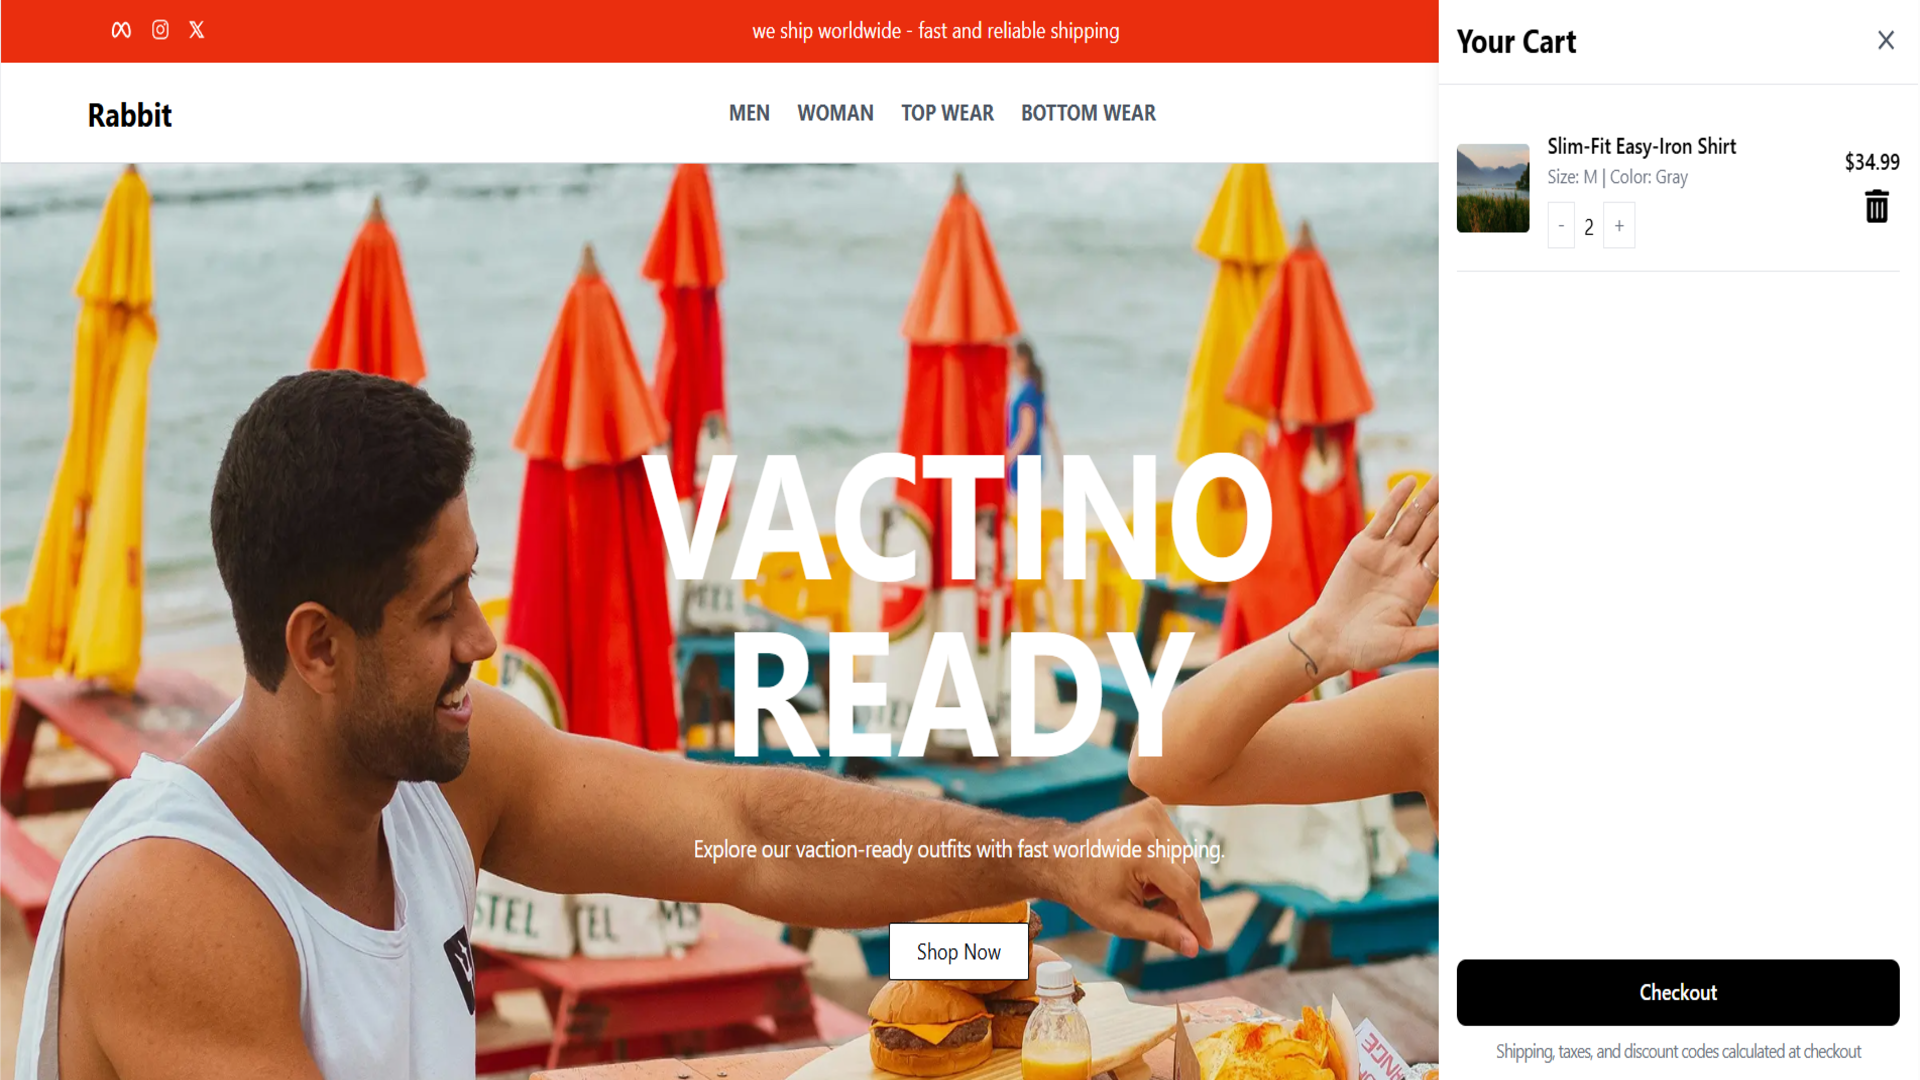 we ship worldwide - fast and reliable shipping
Rabbit
MEN WOMAN TOP WEAR BOTTOM WEAR
VACTINO
READY
Explore our vaction-ready outfits with fast worldwide shipping.
Shop Now
STEL TEL
Your Cart
Slim-Fit Easy-Iron Shirt
$34.99
Size: M | Color: Gray
- 2 +
Checkout
Shipping, taxes, and discount codes calculated at checkout